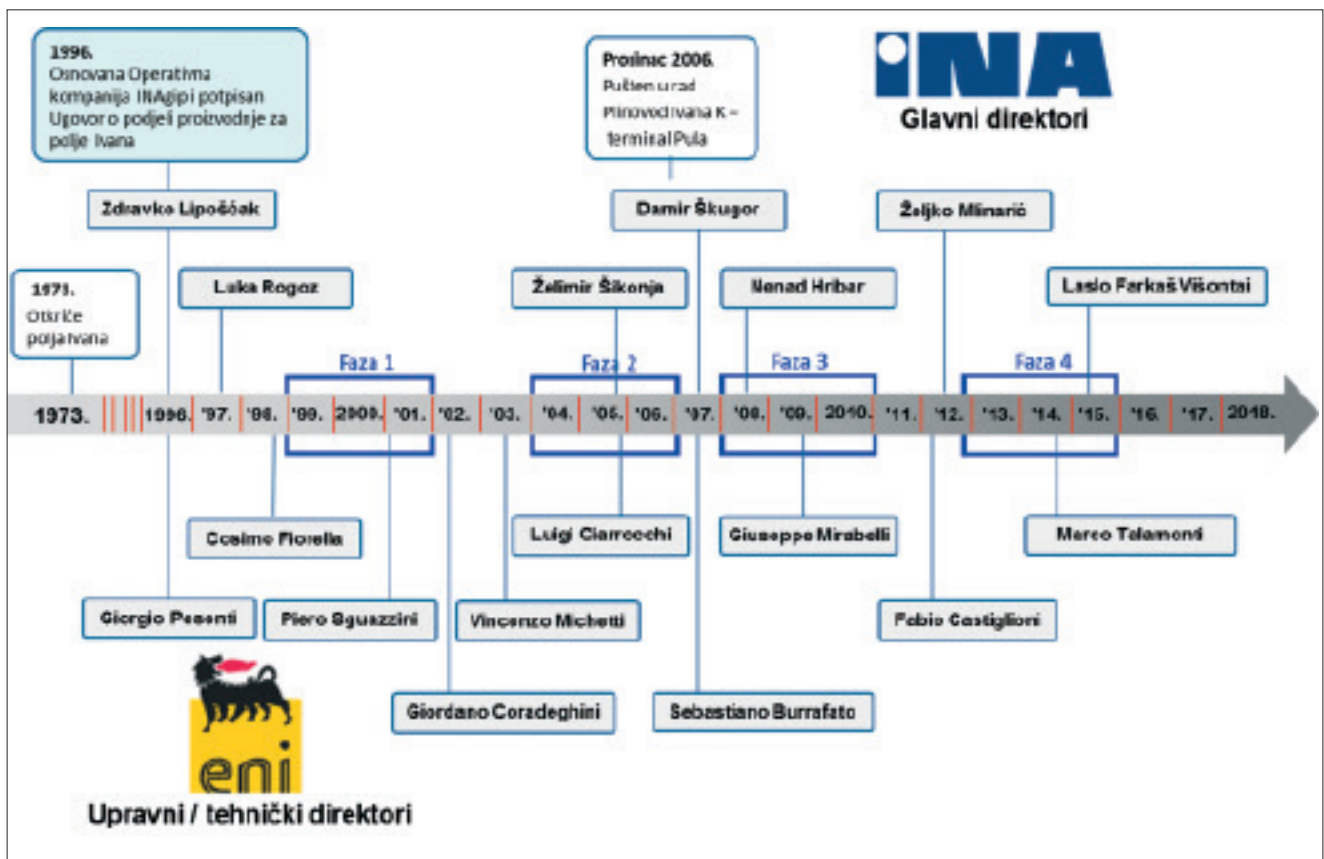 1996.
Osnovana Operativna
kompanija INAgip i potpisan
Ugovor o podjeli proizvodnje za
polje Ivana
Prosinac 2006.
Pušten u rad
Plinovod Ivana K –
terminal Pula
INA
Glavni direktori
Zdravko Lipošćak
Damir Škugor
Željko Mlinarić
1973.
Otkriće
polja Ivana
Luka Rogoz
Želimir Šikonja
Nenad Hribar
Laslo Farkaš Višontai
Faza 1
Faza 2
Faza 3
Faza 4
1973. 1996. '97. '98. '99. 2000. '01. '02. '03. '04. '05. '06. '07. '08. '09. 2010. '11. '12. '13. '14. '15. '16. '17. 2018.
Cosimo Fiorella
Luigi Ciarrocchi
Giuseppe Mirabelli
Marco Talamonti
Giorgio Pesenti
Piero Sguazzini
Vincenzo Michetti
Fabio Castiglioni
Giordano Coradeghini
Sebastiano Burrafato
eni
Upravni / tehnički direktori